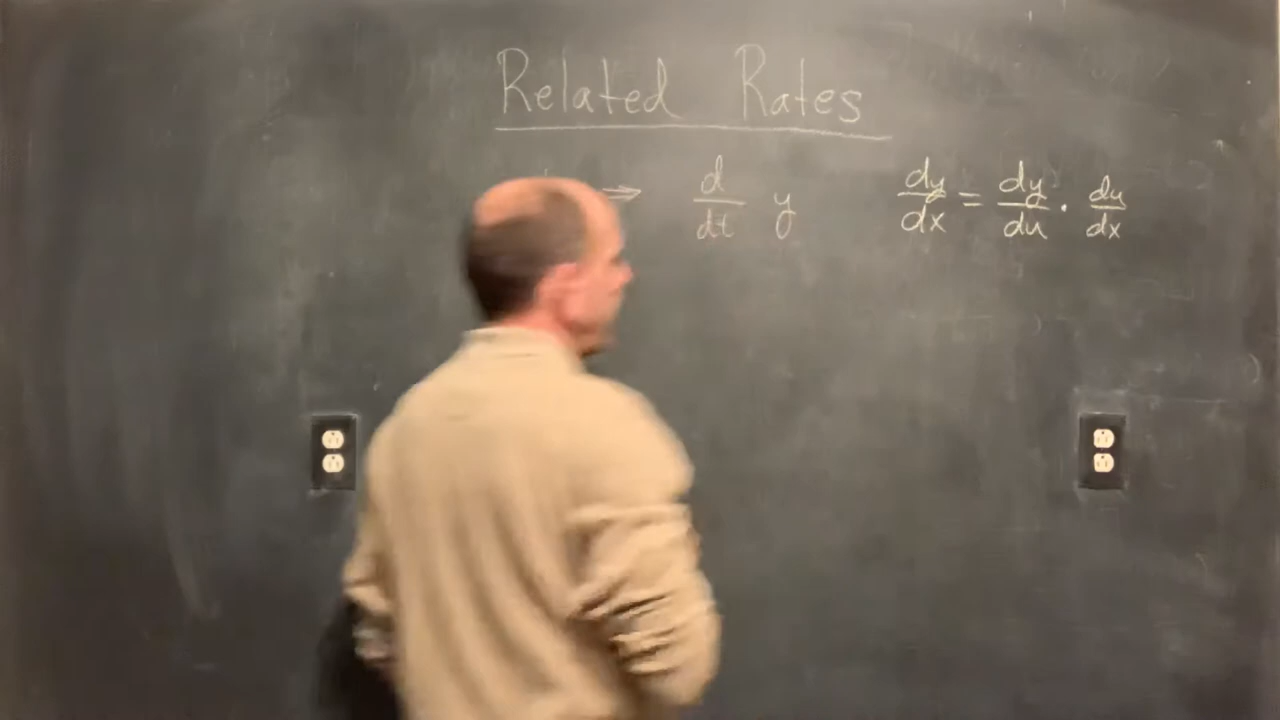 Related Rates
⇒ d/dt y dy/dx = dy/du · du/dx